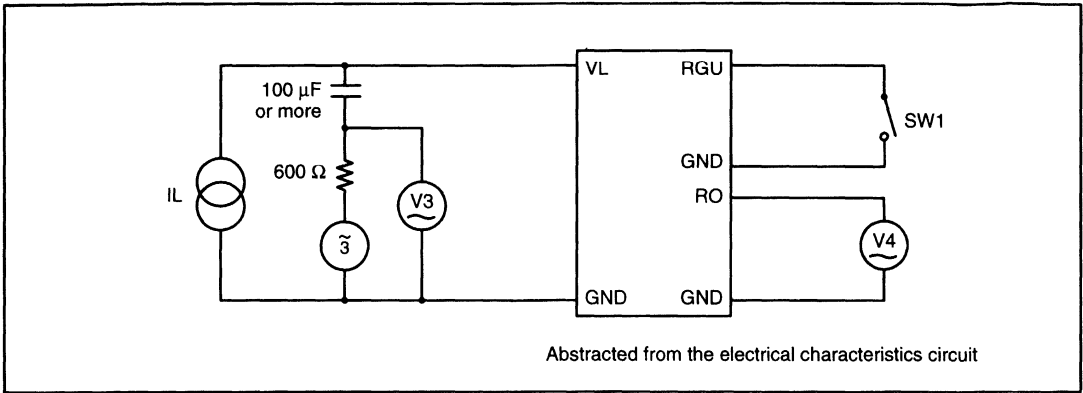 VL
RGU
100 µF
or more
SW1
GND
600 Ω
RO
IL
V3
3
V4
GND
GND
Abstracted from the electrical characteristics circuit